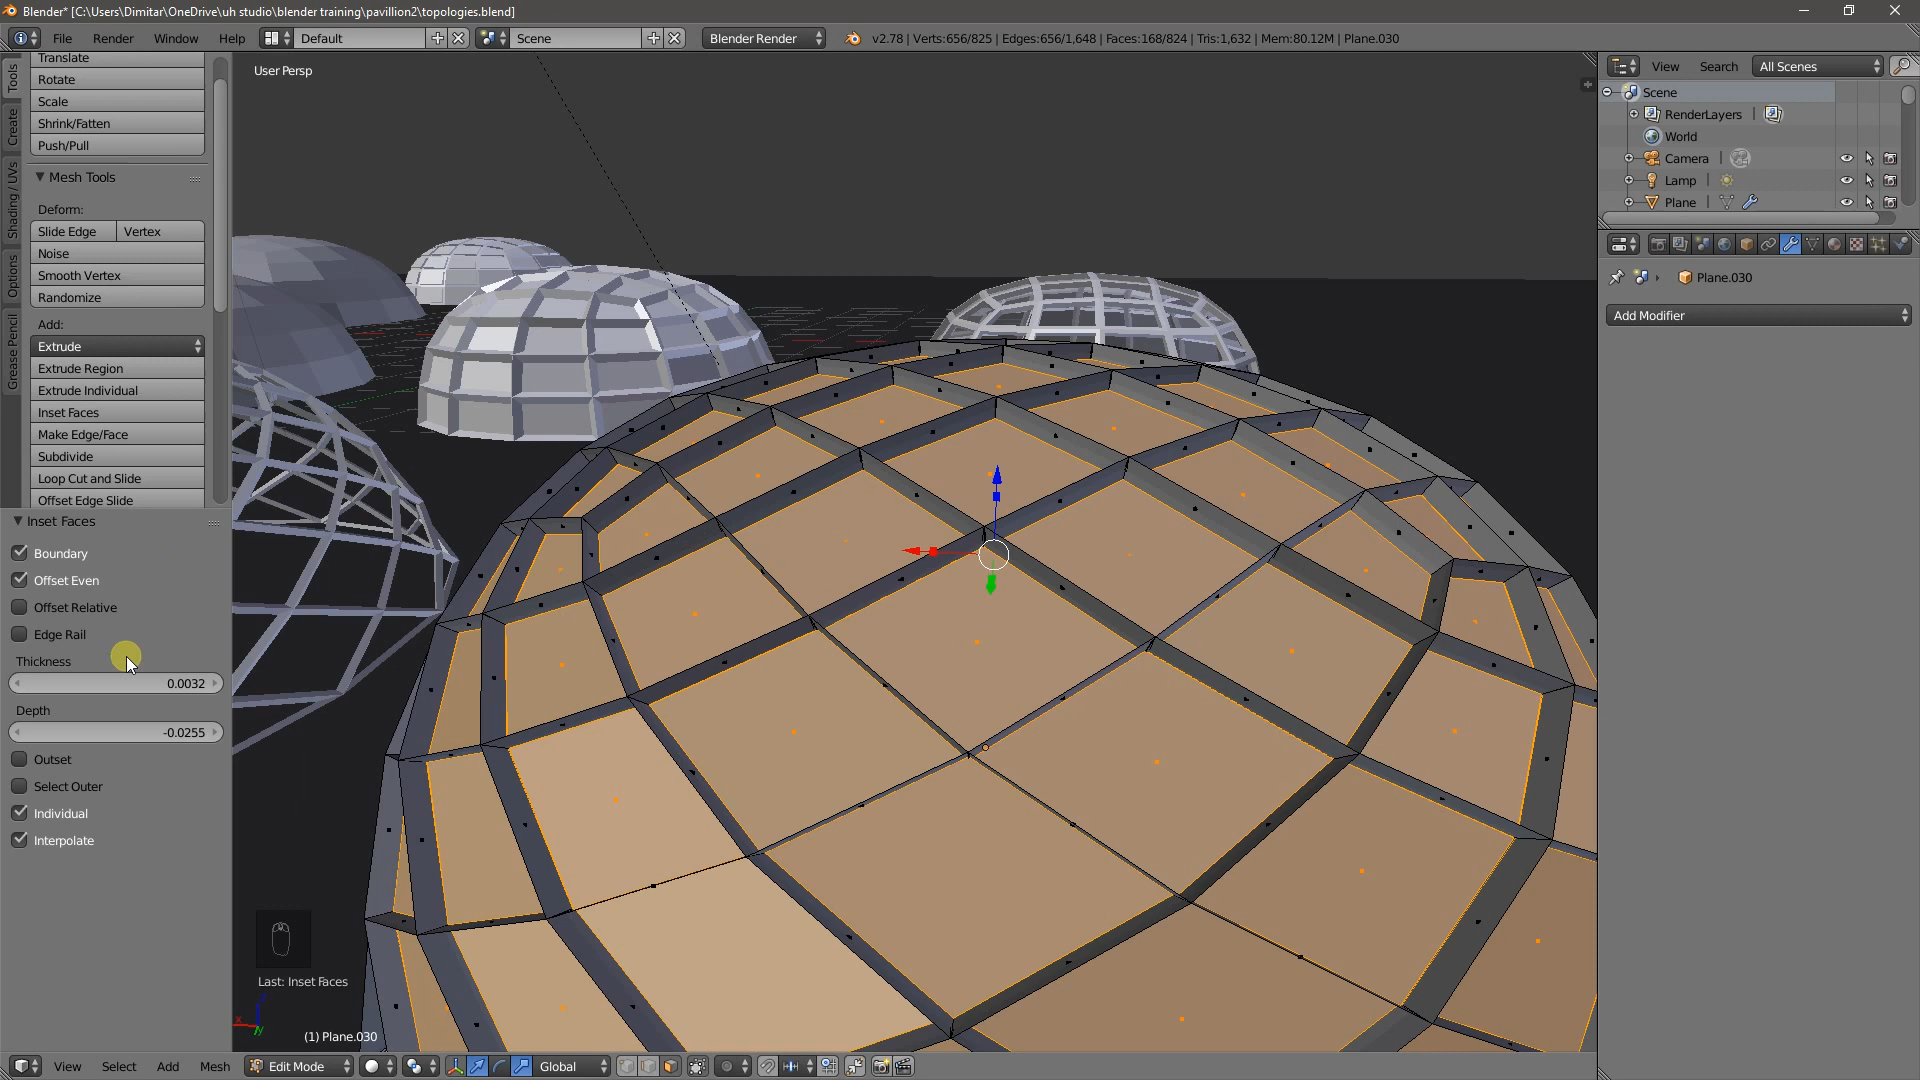 Blender* [C:\Users\Dimitar\OneDrive\uh studio\blender training\pavillion2\topologies.blend]
File Render Window Help Default Scene Blender Render v2.78 | Verts:656/825 | Edges:656/1,648 | Faces:168/824 | Tris:1,632 | Mem:80.12M | Plane.030
Tools
Create
Shading / UVs
Options
Grease Pencil
Translate
Rotate
Scale
Shrink/Fatten
Push/Pull
Mesh Tools
Deform:
Slide Edge Vertex
Noise
Smooth Vertex
Randomize
Add:
Extrude
Extrude Region
Extrude Individual
Inset Faces
Make Edge/Face
Subdivide
Loop Cut and Slide
Offset Edge Slide
Inset Faces
Boundary
Offset Even
Offset Relative
Edge Rail
Thickness
0.0032
Depth
-0.0255
Outset
Select Outer
Individual
Interpolate
User Persp
Last: Inset Faces
x
y
(1) Plane.030
View Select Add Mesh Edit Mode Global
View Search All Scenes
Scene
RenderLayers
World
Camera
Lamp
Plane
Plane.030
Add Modifier